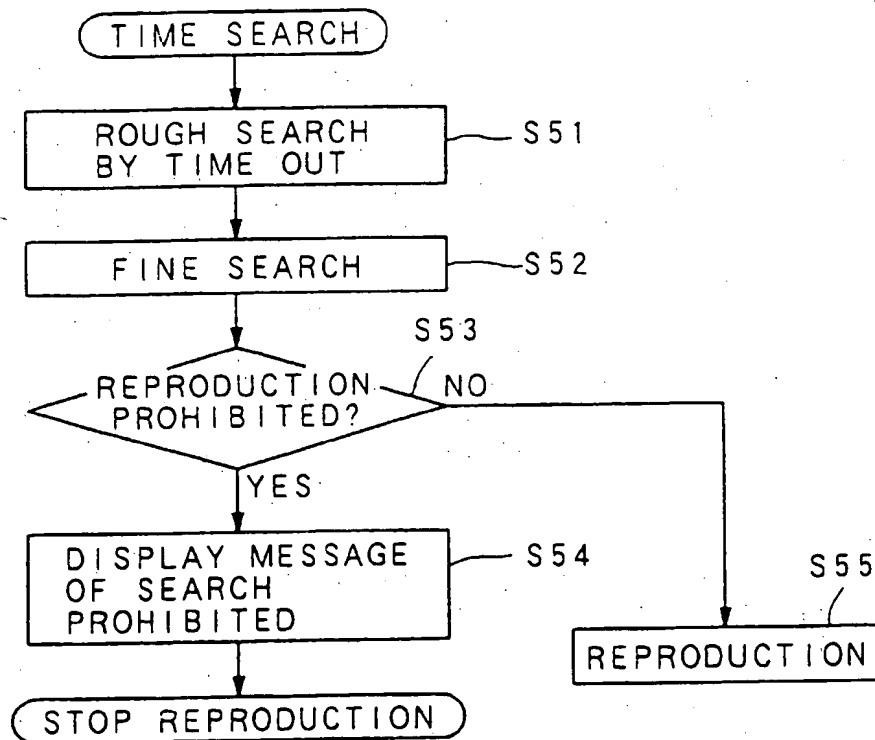 TIME SEARCH
ROUGH SEARCH
BY TIME OUT
S51
FINE SEARCH
S52
S53
REPRODUCTION
PROHIBITED?
NO
YES
DISPLAY MESSAGE
OF SEARCH
PROHIBITED
S54
S55
REPRODUCTION
STOP REPRODUCTION